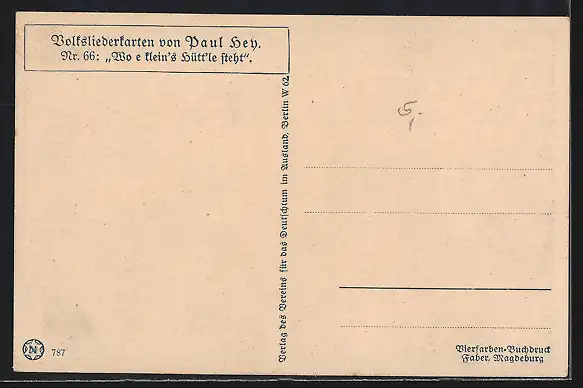 Volksliederkarten von Paul Hey.
Nr. 66: „Wo e klein's Hütt'le steht".
Verlag des Vereins für das Deutschtum im Ausland, Berlin W 62.
5,
N 787
Vierfarben-Buchdruck
Faber, Magdeburg